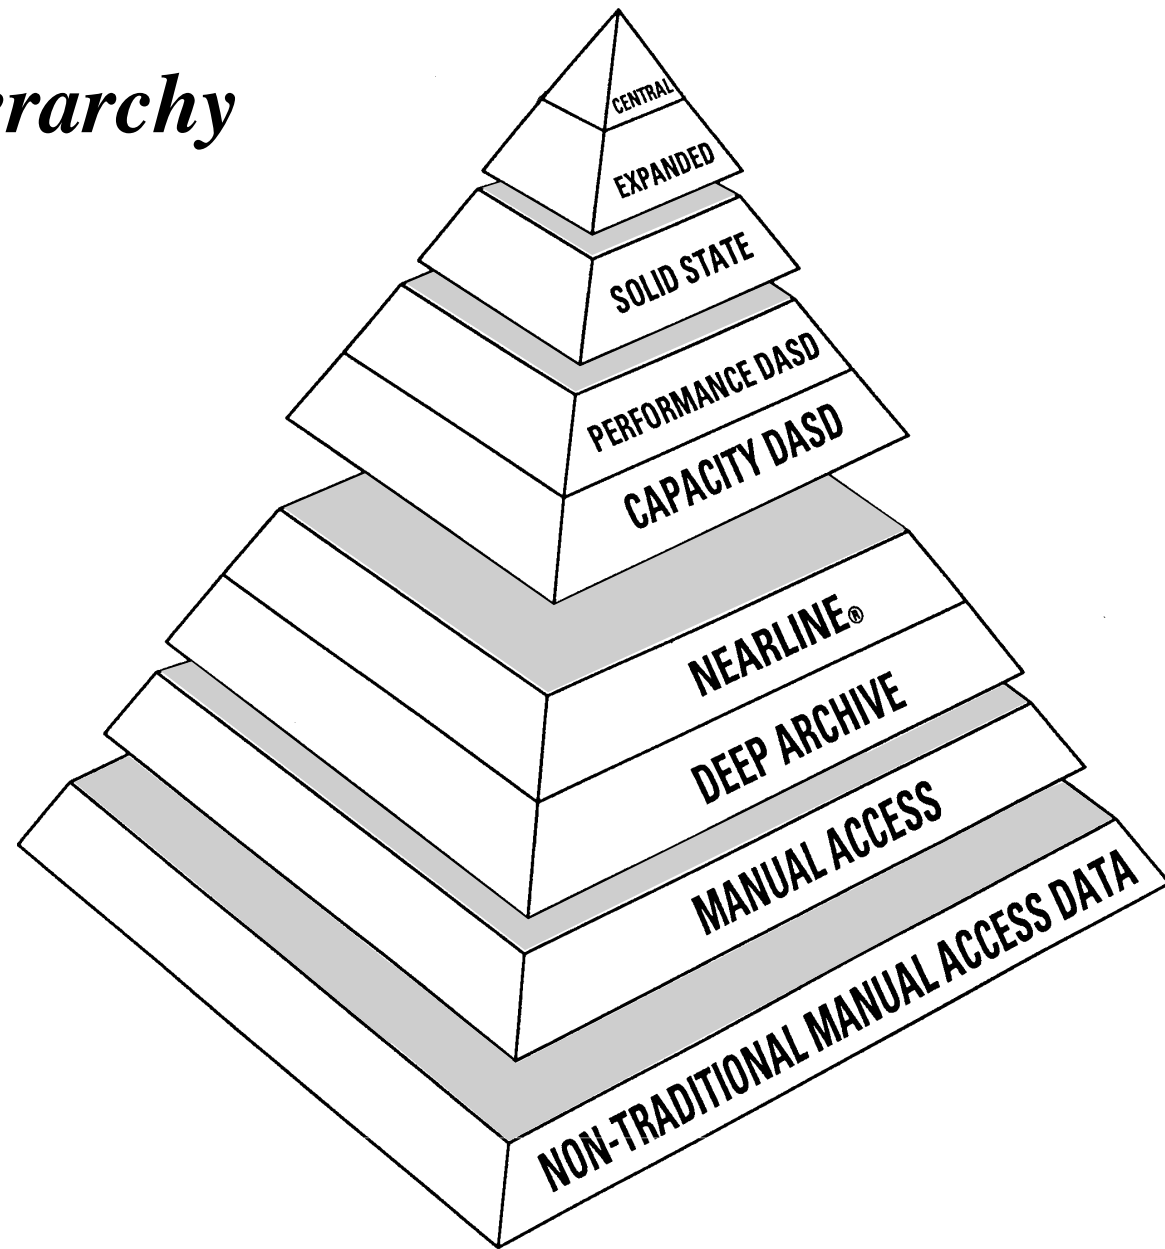 rarchy
CENTRAL
EXPANDED
SOLID STATE
PERFORMANCE DASD
CAPACITY DASD
NEARLINE®
DEEP ARCHIVE
MANUAL ACCESS
NON-TRADITIONAL MANUAL ACCESS DATA